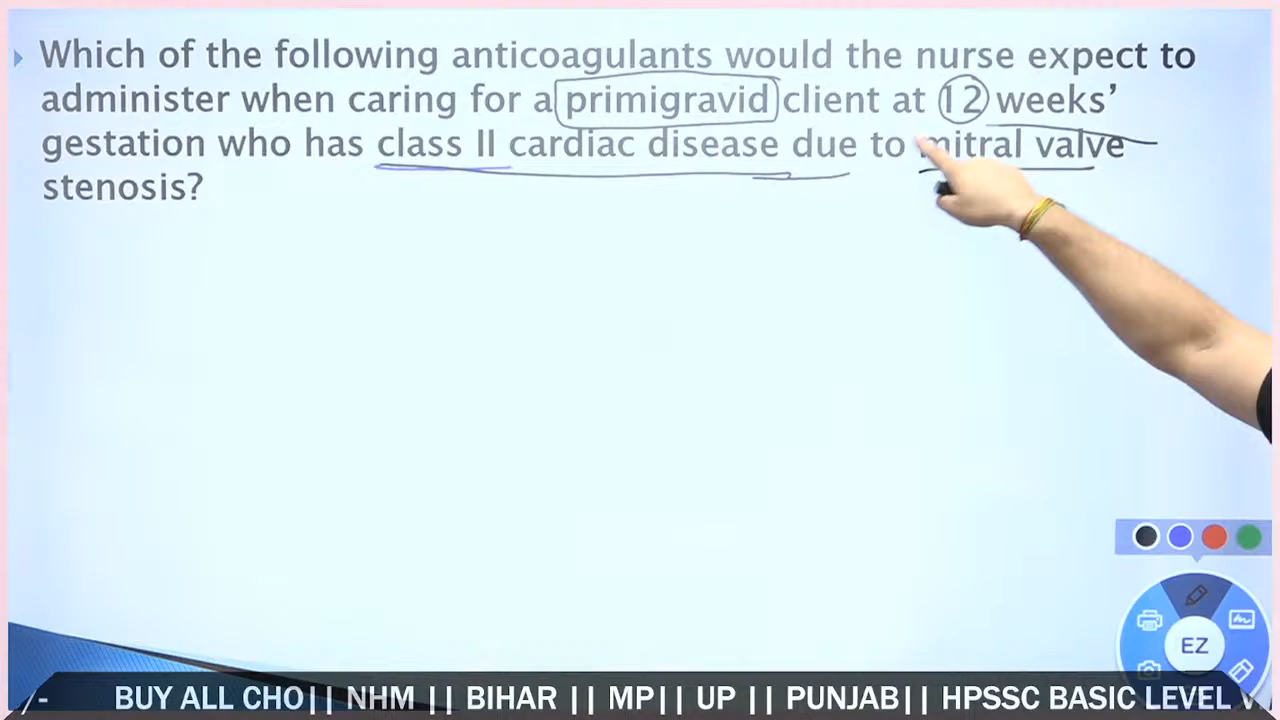 Which of the following anticoagulants would the nurse expect to
administer when caring for a primigravid client at 12 weeks’
gestation who has class II cardiac disease due to mitral valve
stenosis?
EZ
/- BUY ALL CHO|| NHM || BIHAR || MP|| UP || PUNJAB|| HPSSC BASIC LEVEL